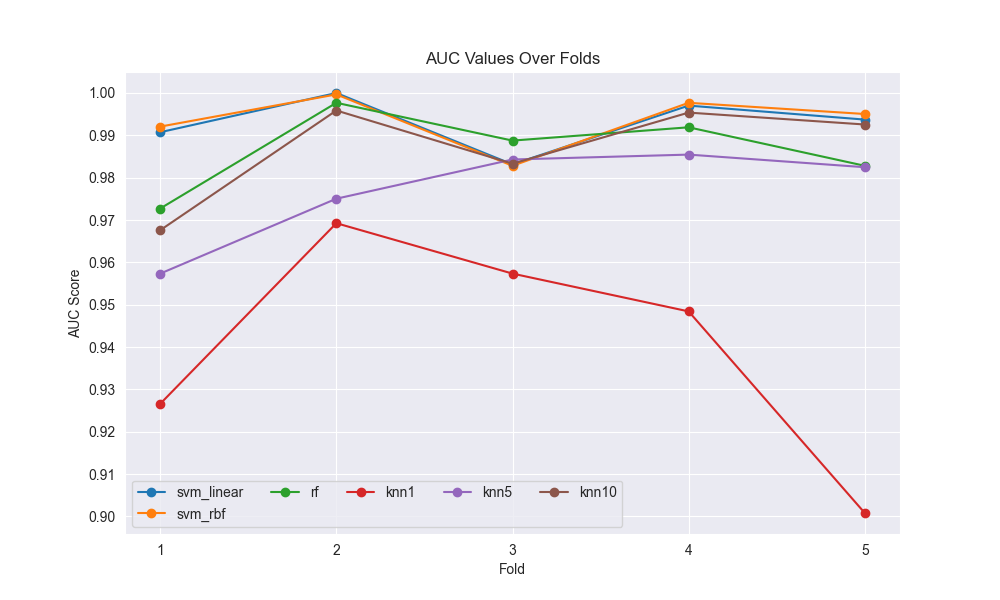 AUC Values Over Folds
AUC Score
1.00
0.99
0.98
0.97
0.96
0.95
0.94
0.93
0.92
0.91
0.90
svm_linear rf knn1 knn5 knn10
svm_rbf
1 2 3 4 5
Fold